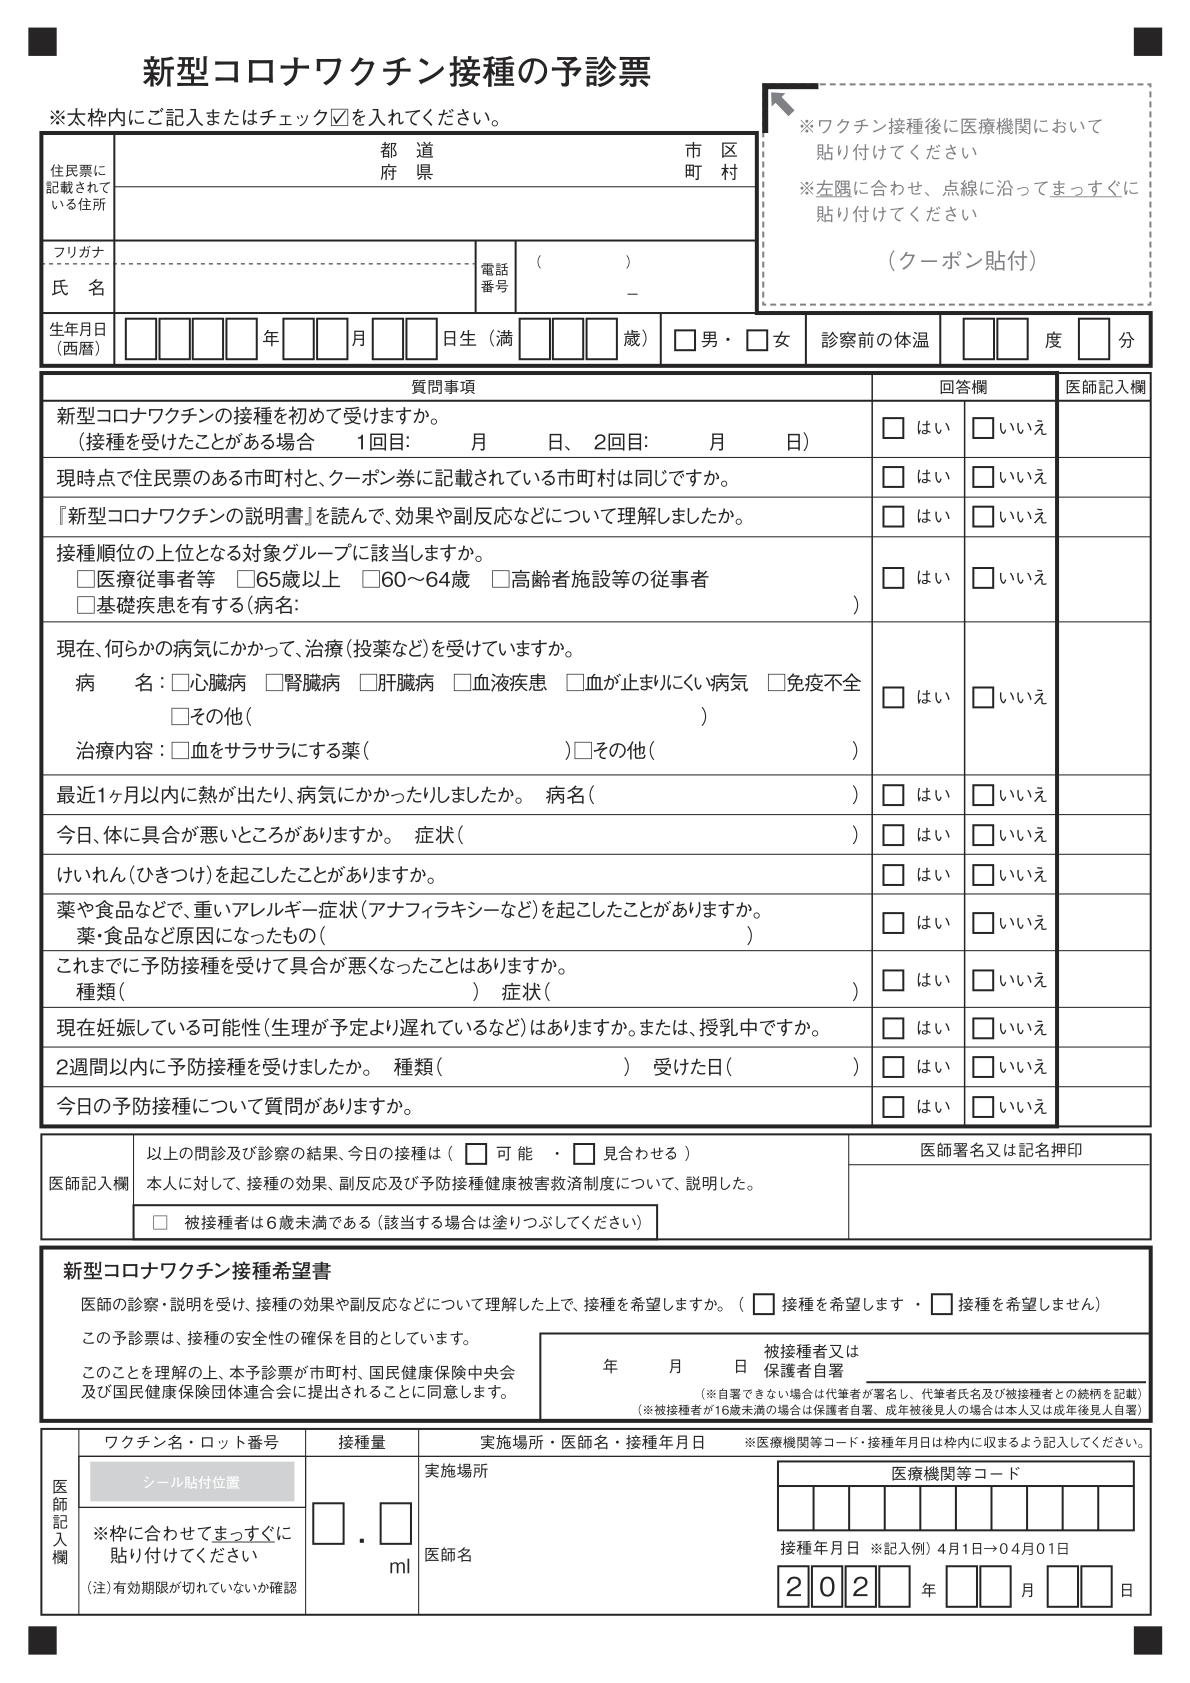 新型コロナワクチン接種の予診票
※太枠内にご記入またはチェック☑を入れてください。
※ワクチン接種後に医療機関において
貼り付けてください
※左隅に合わせ、点線に沿ってまっすぐに
貼り付けてください
（クーポン貼付）
住民票に
記載されて
いる住所
都 道
府 県
市 区
町 村
フリガナ
氏 名
電話
番号
（ ）
－
生年月日
（西暦）
□□□□年□□月□□日生（満□□□歳） □男・□女 診察前の体温 □□度□分
質問事項 回答欄 医師記入欄
新型コロナワクチンの接種を初めて受けますか。
（接種を受けたことがある場合 1回目： 月 日、 2回目： 月 日）
□はい □いいえ
現時点で住民票のある市町村と、クーポン券に記載されている市町村は同じですか。 □はい □いいえ
『新型コロナワクチンの説明書』を読んで、効果や副反応などについて理解しましたか。 □はい □いいえ
接種順位の上位となる対象グループに該当しますか。
□医療従事者等 □65歳以上 □60～64歳 □高齢者施設等の従事者
□基礎疾患を有する（病名： ）
□はい □いいえ
現在、何らかの病気にかかって、治療（投薬など）を受けていますか。
病 名：□心臓病 □腎臓病 □肝臓病 □血液疾患 □血が止まりにくい病気 □免疫不全
□その他（ ）
治療内容：□血をサラサラにする薬（ ）□その他（ ）
□はい □いいえ
最近1ヶ月以内に熱が出たり、病気にかかったりしましたか。 病名（ ） □はい □いいえ
今日、体に具合が悪いところがありますか。 症状（ ） □はい □いいえ
けいれん（ひきつけ）を起こしたことがありますか。 □はい □いいえ
薬や食品などで、重いアレルギー症状（アナフィラキシーなど）を起こしたことがありますか。
薬・食品など原因になったもの（ ）
□はい □いいえ
これまでに予防接種を受けて具合が悪くなったことはありますか。
種類（ ） 症状（ ）
□はい □いいえ
現在妊娠している可能性（生理が予定より遅れているなど）はありますか。または、授乳中ですか。 □はい □いいえ
2週間以内に予防接種を受けましたか。 種類（ ） 受けた日（ ） □はい □いいえ
今日の予防接種について質問がありますか。 □はい □いいえ
医師記入欄
以上の問診及び診察の結果、今日の接種は（ □ 可 能 ・ □ 見合わせる ）
本人に対して、接種の効果、副反応及び予防接種健康被害救済制度について、説明した。
□ 被接種者は6歳未満である（該当する場合は塗りつぶしてください）
医師署名又は記名押印
新型コロナワクチン接種希望書
医師の診察・説明を受け、接種の効果や副反応などについて理解した上で、接種を希望しますか。（ □ 接種を希望します ・ □ 接種を希望しません）
この予診票は、接種の安全性の確保を目的としています。
このことを理解の上、本予診票が市町村、国民健康保険中央会
及び国民健康保険団体連合会に提出されることに同意します。
年 月 日
被接種者又は
保護者自署
（※自署できない場合は代筆者が署名し、代筆者氏名及び被接種者との続柄を記載）
（※被接種者が16歳未満の場合は保護者自署、成年被後見人の場合は本人又は成年後見人自署）
医師記入欄
ワクチン名・ロット番号 接種量 実施場所・医師名・接種年月日 ※医療機関等コード・接種年月日は枠内に収まるよう記入してください。
シール貼付位置
※枠に合わせてまっすぐに
貼り付けてください
（注）有効期限が切れていないか確認
□．□
ml
実施場所
医師名
医療機関等コード
接種年月日 ※記入例）4月1日→04月01日
202□年□□月□□日